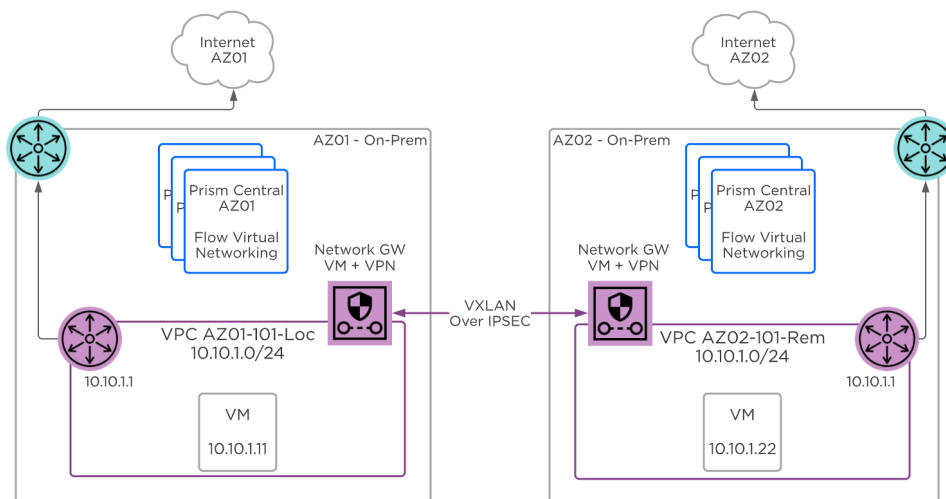 Internet
AZ01
Internet
AZ02
AZ01 - On-Prem
AZ02 - On-Prem
P
P
Prism Central
AZ01
Flow Virtual
Networking
P
P
Prism Central
AZ02
Flow Virtual
Networking
Network GW
VM + VPN
Network GW
VM + VPN
VXLAN
Over IPSEC
VPC AZ01-101-Loc
10.10.1.0/24
VPC AZ02-101-Rem
10.10.1.0/24
10.10.1.1
10.10.1.1
VM
10.10.1.11
VM
10.10.1.22